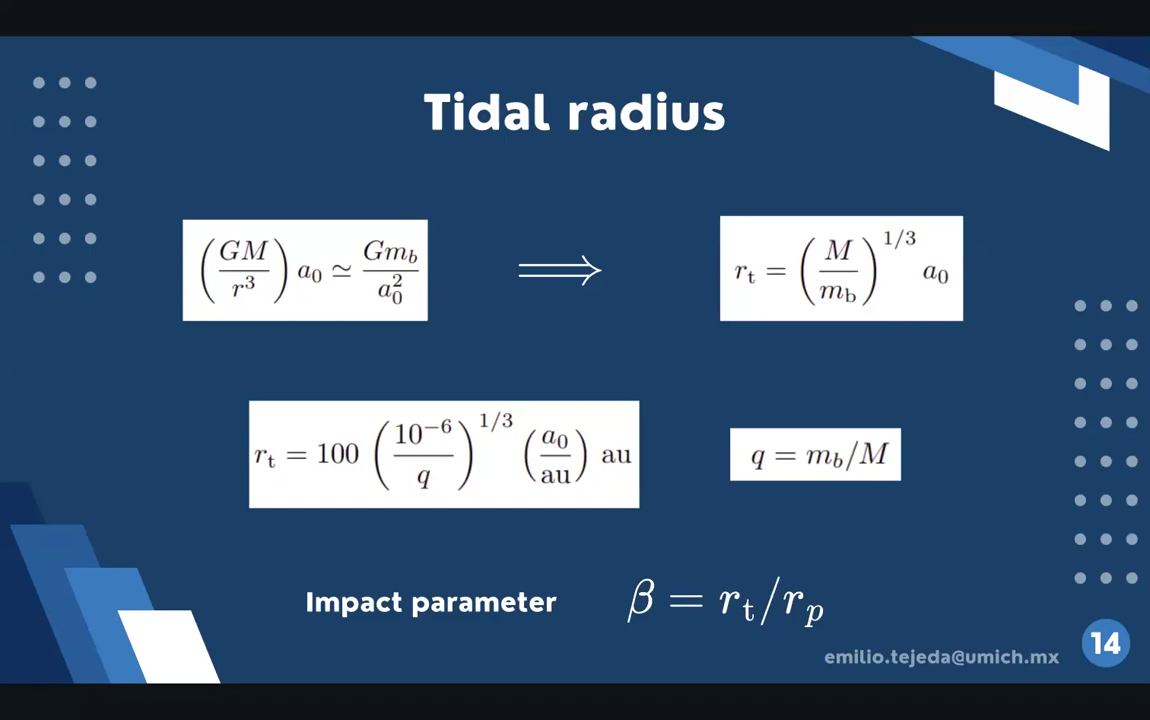 Tidal radius
(GM/r³) a₀ ≃ Gm_b/a₀² ⟹ r_t = (M/m_b)^{1/3} a₀
r_t = 100 (10⁻⁶/q)^{1/3} (a₀/au) au
q = m_b/M
Impact parameter β = r_t/r_p
14
emilio.tejeda@umich.mx